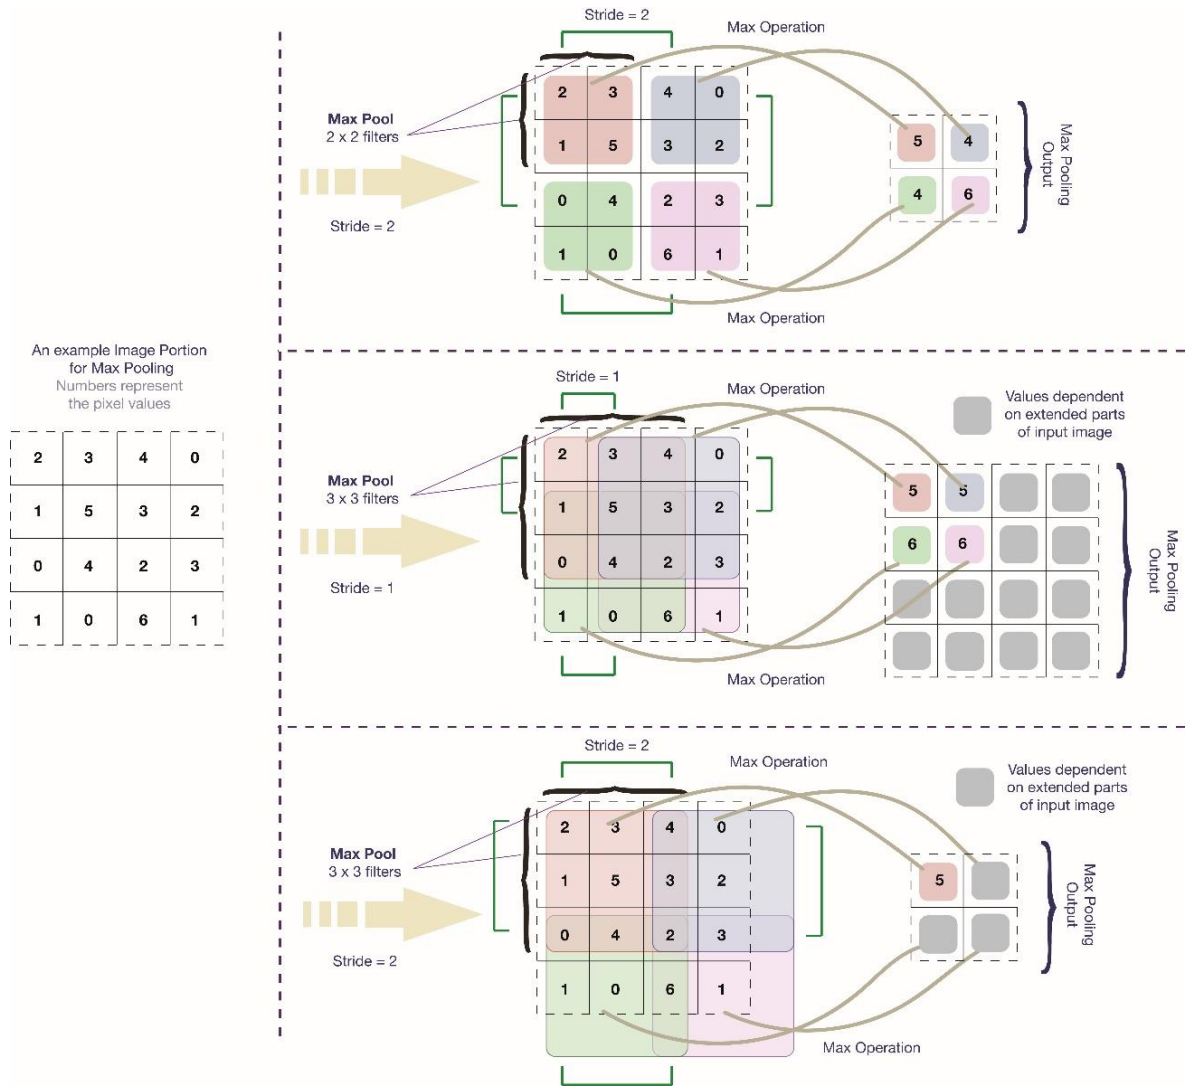 An example Image Portion
for Max Pooling
Numbers represent
the pixel values
2 3 4 0
1 5 3 2
0 4 2 3
1 0 6 1
Stride = 2
Max Operation
Max Pool
2 x 2 filters
Stride = 2
2 3 4 0
1 5 3 2
0 4 2 3
1 0 6 1
Max Operation
5 4
4 6
Max Pooling
Output
Stride = 1
Max Operation
Max Pool
3 x 3 filters
Stride = 1
2 3 4 0
1 5 3 2
0 4 2 3
1 0 6 1
Max Operation
Values dependent
on extended parts
of input image
5 5
6 6
Max Pooling
Output
Stride = 2
Max Operation
Max Pool
3 x 3 filters
Stride = 2
2 3 4 0
1 5 3 2
0 4 2 3
1 0 6 1
Max Operation
Values dependent
on extended parts
of input image
5
Max Pooling
Output